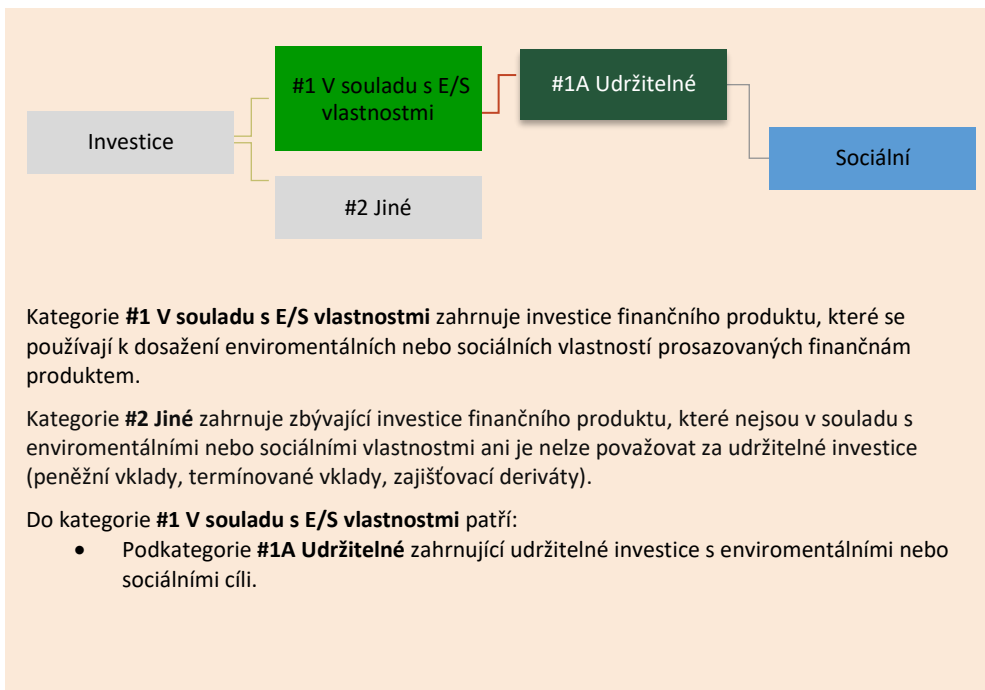 #1 V souladu s E/S
vlastnostmi
#1A Udržitelné
Investice
Sociální
#2 Jiné
Kategorie #1 V souladu s E/S vlastnostmi zahrnuje investice finančního produktu, které se
používají k dosažení enviromentálních nebo sociálních vlastností prosazovaných finančnám
produktem.
Kategorie #2 Jiné zahrnuje zbývající investice finančního produktu, které nejsou v souladu s
enviromentálními nebo sociálními vlastnostmi ani je nelze považovat za udržitelné investice
(peněžní vklady, termínované vklady, zajišťovací deriváty).
Do kategorie #1 V souladu s E/S vlastnostmi patří:
• Podkategorie #1A Udržitelné zahrnující udržitelné investice s enviromentálními nebo
sociálními cíli.